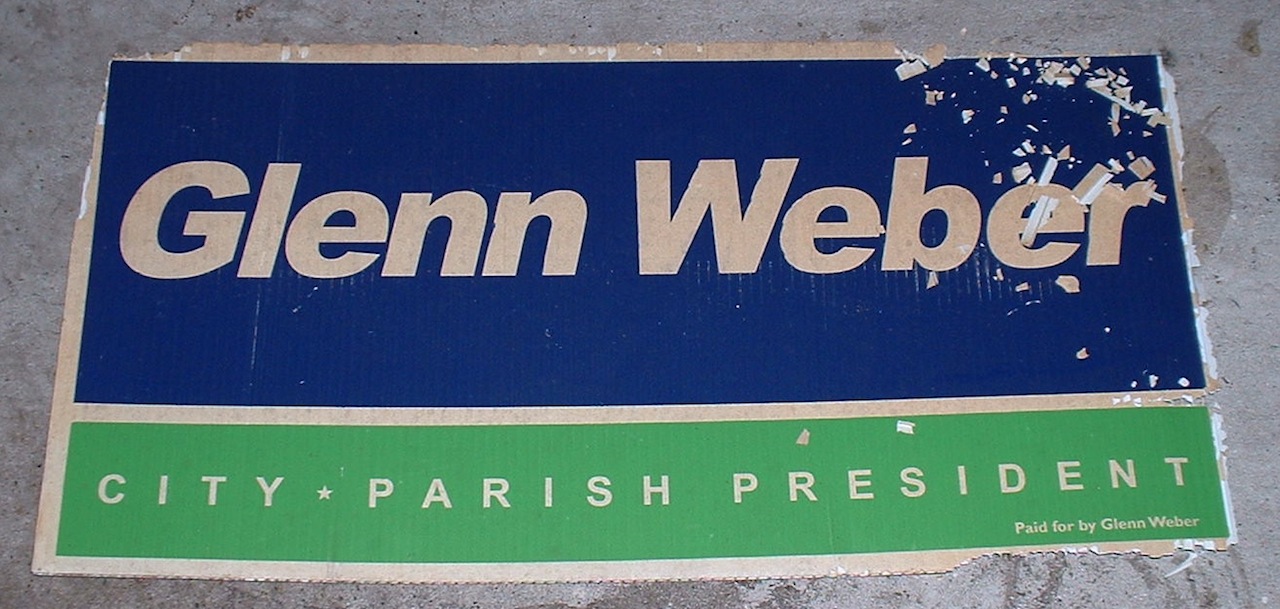 Glenn Weber
CITY ★ PARISH PRESIDENT
Paid for by Glenn Weber